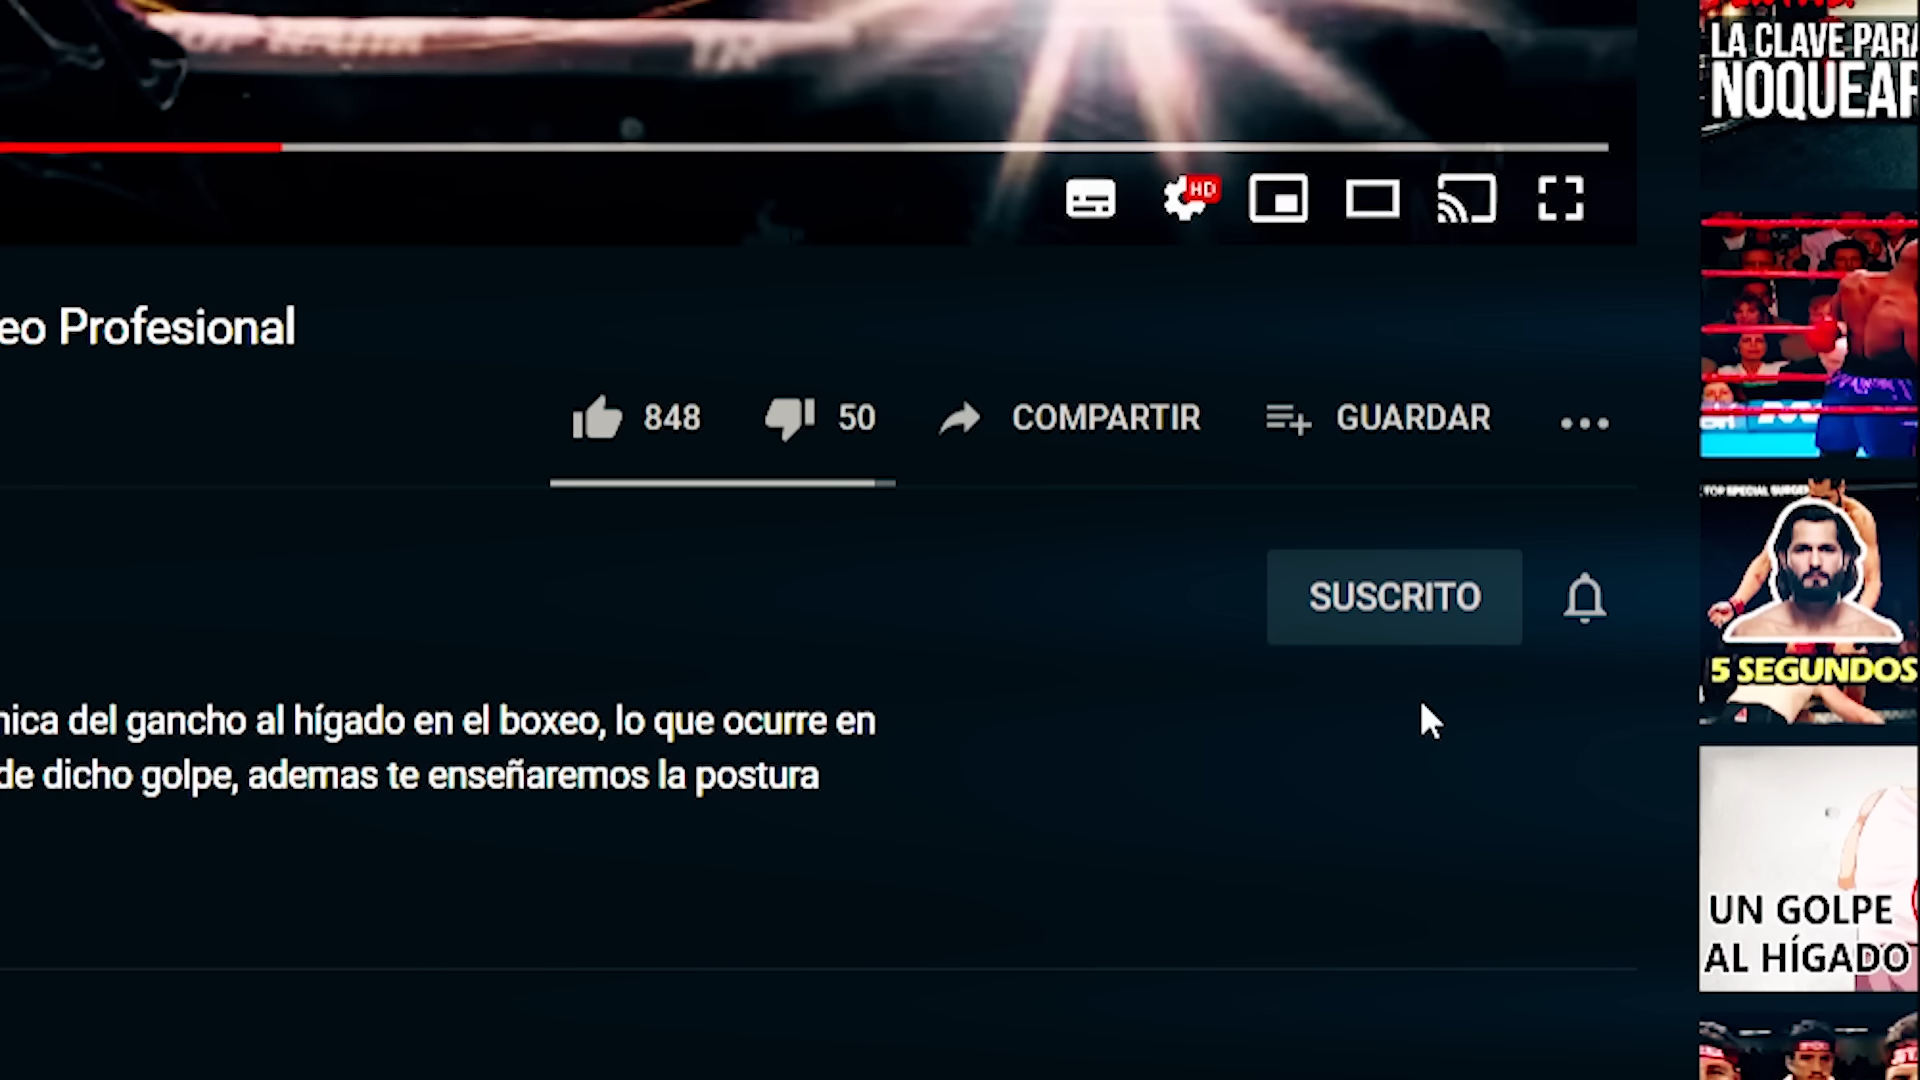 LA CLAVE PARA
NOQUEAR
HD
eo Profesional
848
50
COMPARTIR
GUARDAR
SUSCRITO
nica del gancho al hígado en el boxeo, lo que ocurre en
de dicho golpe, ademas te enseñaremos la postura
TOP SPECIAL
5 SEGUNDOS
UN GOLPE
AL HÍGADO